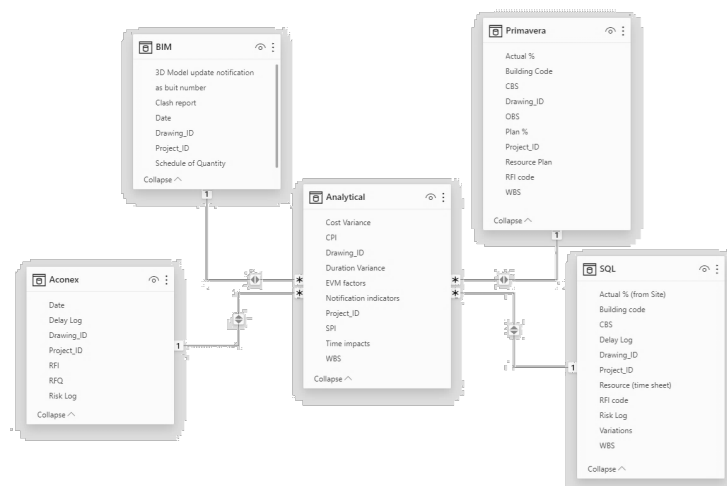 BIM
3D Model update notification
as buit number
Clash report
Date
Drawing_ID
Project_ID
Schedule of Quantity
Collapse
1
Primavera
Actual %
Building Code
CBS
Drawing_ID
OBS
Plan %
Project_ID
Resource Plan
RFI code
WBS
Collapse
1
Analytical
Cost Variance
CPI
Drawing_ID
Duration Variance
EVM factors
Notification indicators
Project_ID
SPI
Time impacts
WBS
Collapse
*
*
*
*
Aconex
Date
Delay Log
Drawing_ID
Project_ID
RFI
RFQ
Risk Log
Collapse
1
SQL
Actual % (from Site)
Building code
CBS
Delay Log
Drawing_ID
Project_ID
Resource (time sheet)
RFI code
Risk Log
Variations
WBS
Collapse
1